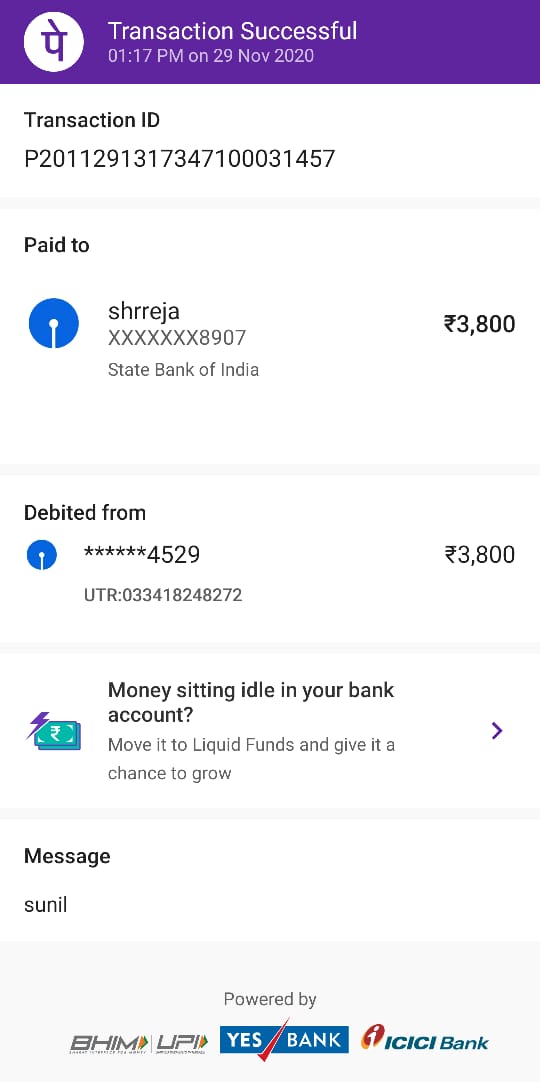 पे
Transaction Successful
01:17 PM on 29 Nov 2020
Transaction ID
P2011291317347100031457
Paid to
shrreja
₹3,800
XXXXXXX8907
State Bank of India
Debited from
******4529
₹3,800
UTR:033418248272
Money sitting idle in your bank
account?
Move it to Liquid Funds and give it a
chance to grow
Message
sunil
Powered by
BHIM UPI YES BANK ICICI Bank